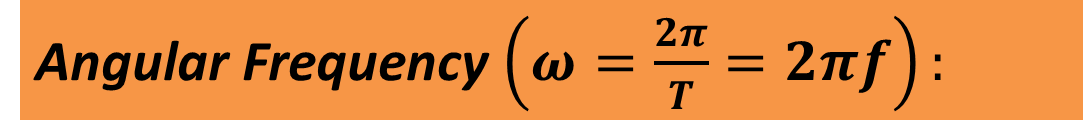 Angular Frequency (ω = 2π/T = 2πf) :